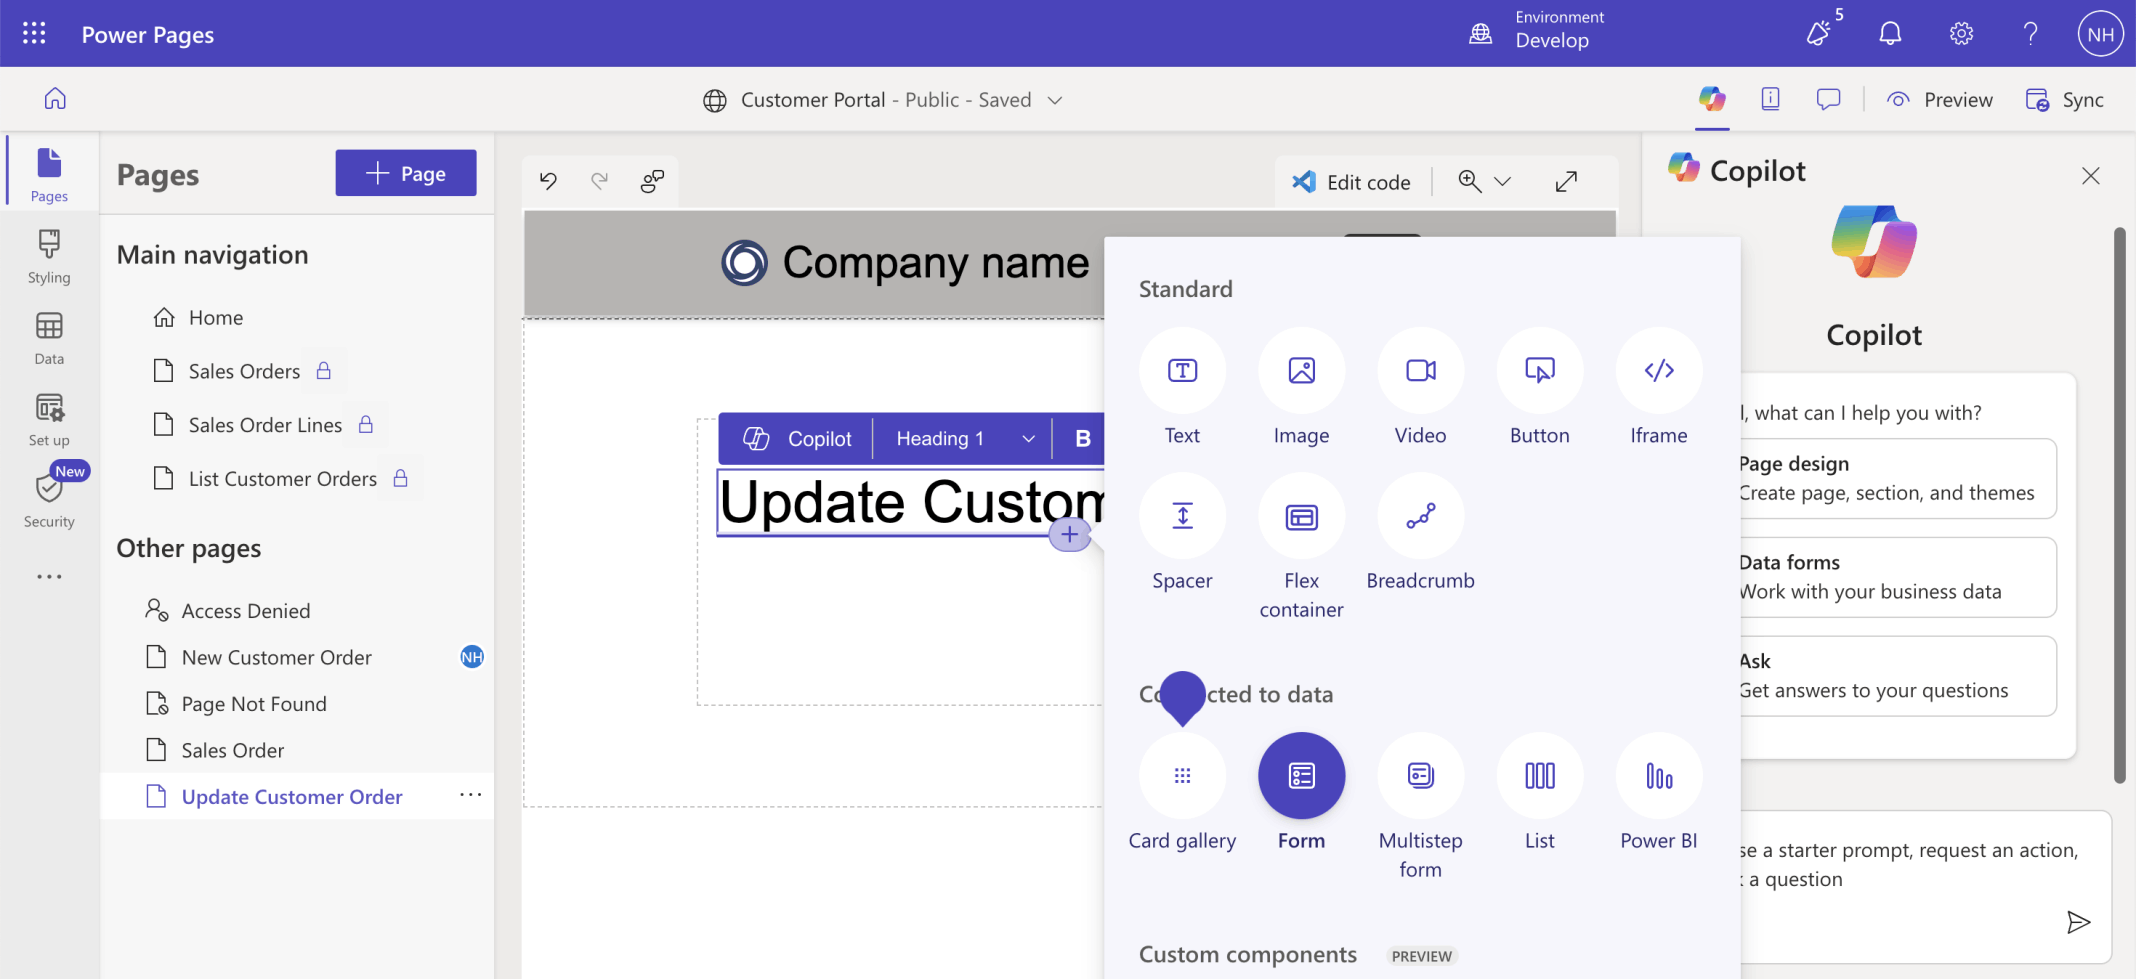 Power Pages
Environment
Develop
5
NH
Customer Portal - Public - Saved
Preview
Sync
Pages
Styling
Data
Set up
New
Security
Pages
Page
Main navigation
Home
Sales Orders
Sales Order Lines
List Customer Orders
Other pages
Access Denied
New Customer Order
NH
Page Not Found
Sales Order
Update Customer Order
Edit code
Company name
Copilot
Heading 1
B
Update Custom
Standard
Text
Image
Video
Button
Iframe
Spacer
Flex
container
Breadcrumb
cted to data
Card gallery
Form
Multistep
form
List
Power BI
Custom components
PREVIEW
Copilot
Copilot
, what can I help you with?
Page design
Create page, section, and themes
Data forms
Work with your business data
Ask
Get answers to your questions
se a starter prompt, request an action,
a question